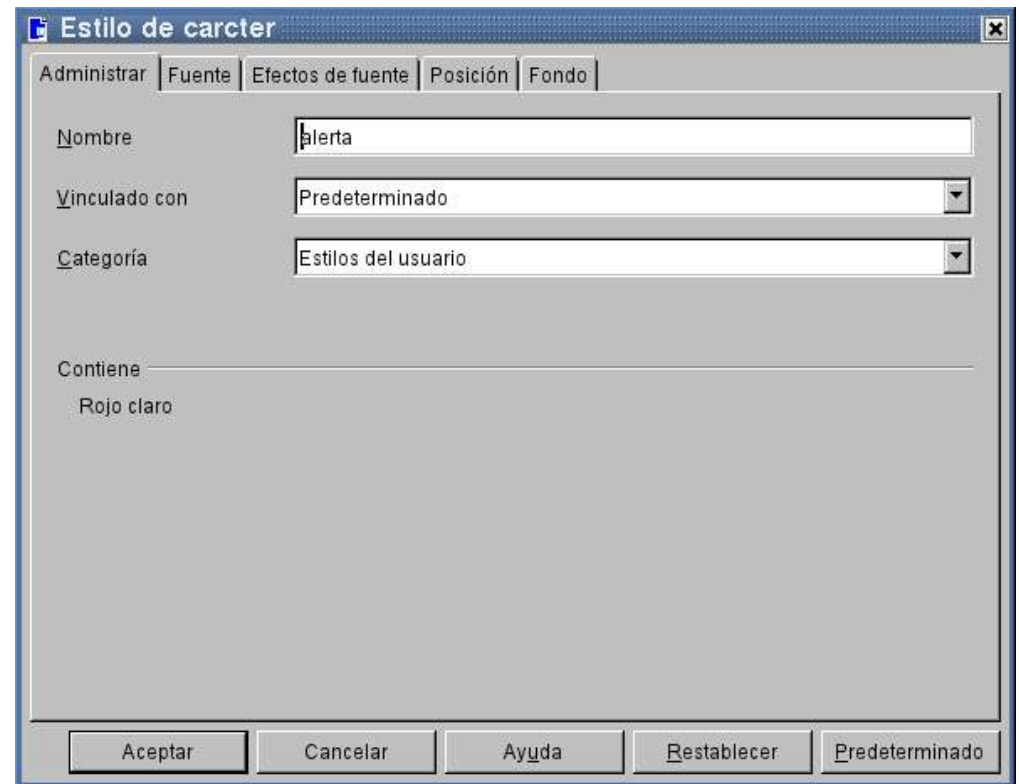 Estilo de carcter
Administrar Fuente Efectos de fuente Posición Fondo
Nombre alerta
Vinculado con Predeterminado
Categoría Estilos del usuario
Contiene
Rojo claro
Aceptar Cancelar Ayuda Restablecer Predeterminado